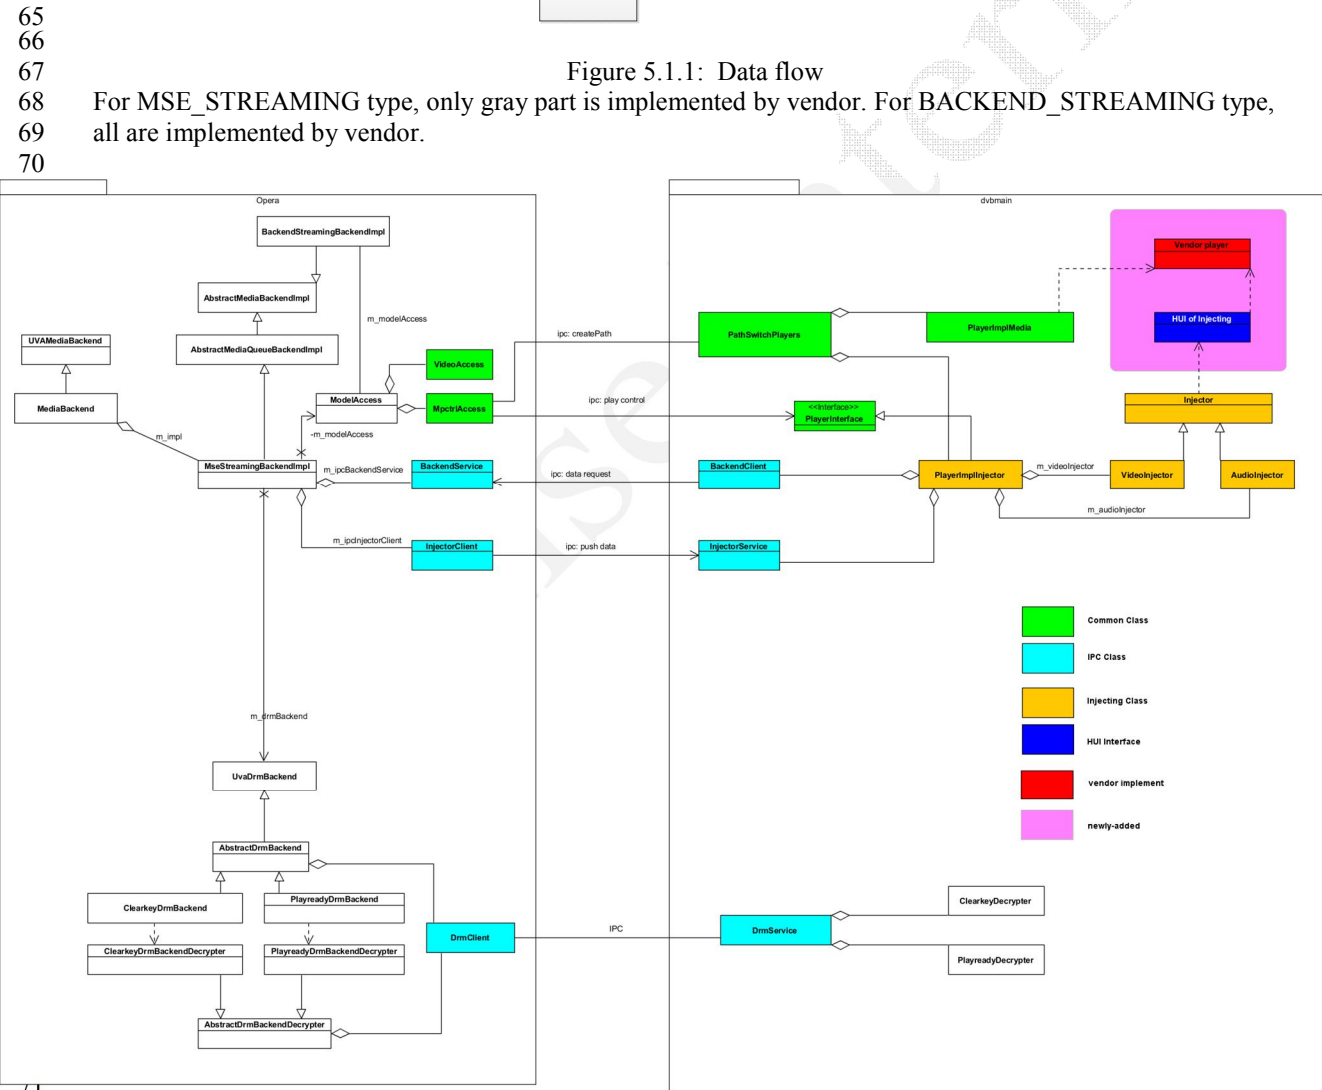 65
66
67 Figure 5.1.1: Data flow
68 For MSE_STREAMING type, only gray part is implemented by vendor. For BACKEND_STREAMING type,
69 all are implemented by vendor.
70
Opera
dvbmain
BackendStreamingBackendImpl
Vendor player
AbstractMediaBackendImpl
m_modelAccess
HUI of Injecting
PathSwitchPlayers
PlayerImplMedia
ipc: createPath
UVAMediaBackend
AbstractMediaQueueBackendImpl
VideoAccess
MediaBackend
ModelAccess
MpctrlAccess
ipc: play control
<<Interface>>
PlayerInterface
Injector
m_impl
-m_modelAccess
MseStreamingBackendImpl
m_ipcBackendService
BackendService
ipc: data request
BackendClient
PlayerImplInjector
m_videoInjector
VideoInjector
AudioInjector
m_audioInjector
m_ipcInjectorClient
InjectorClient
ipc: push data
InjectorService
Common Class
IPC Class
Injecting Class
HUI Interface
vendor implement
newly-added
m_drmBackend
UvaDrmBackend
AbstractDrmBackend
ClearkeyDrmBackend
PlayreadyDrmBackend
ClearkeyDecrypter
DrmClient
IPC
DrmService
ClearkeyDrmBackendDecrypter
PlayreadyDrmBackendDecrypter
PlayreadyDecrypter
AbstractDrmBackendDecrypter